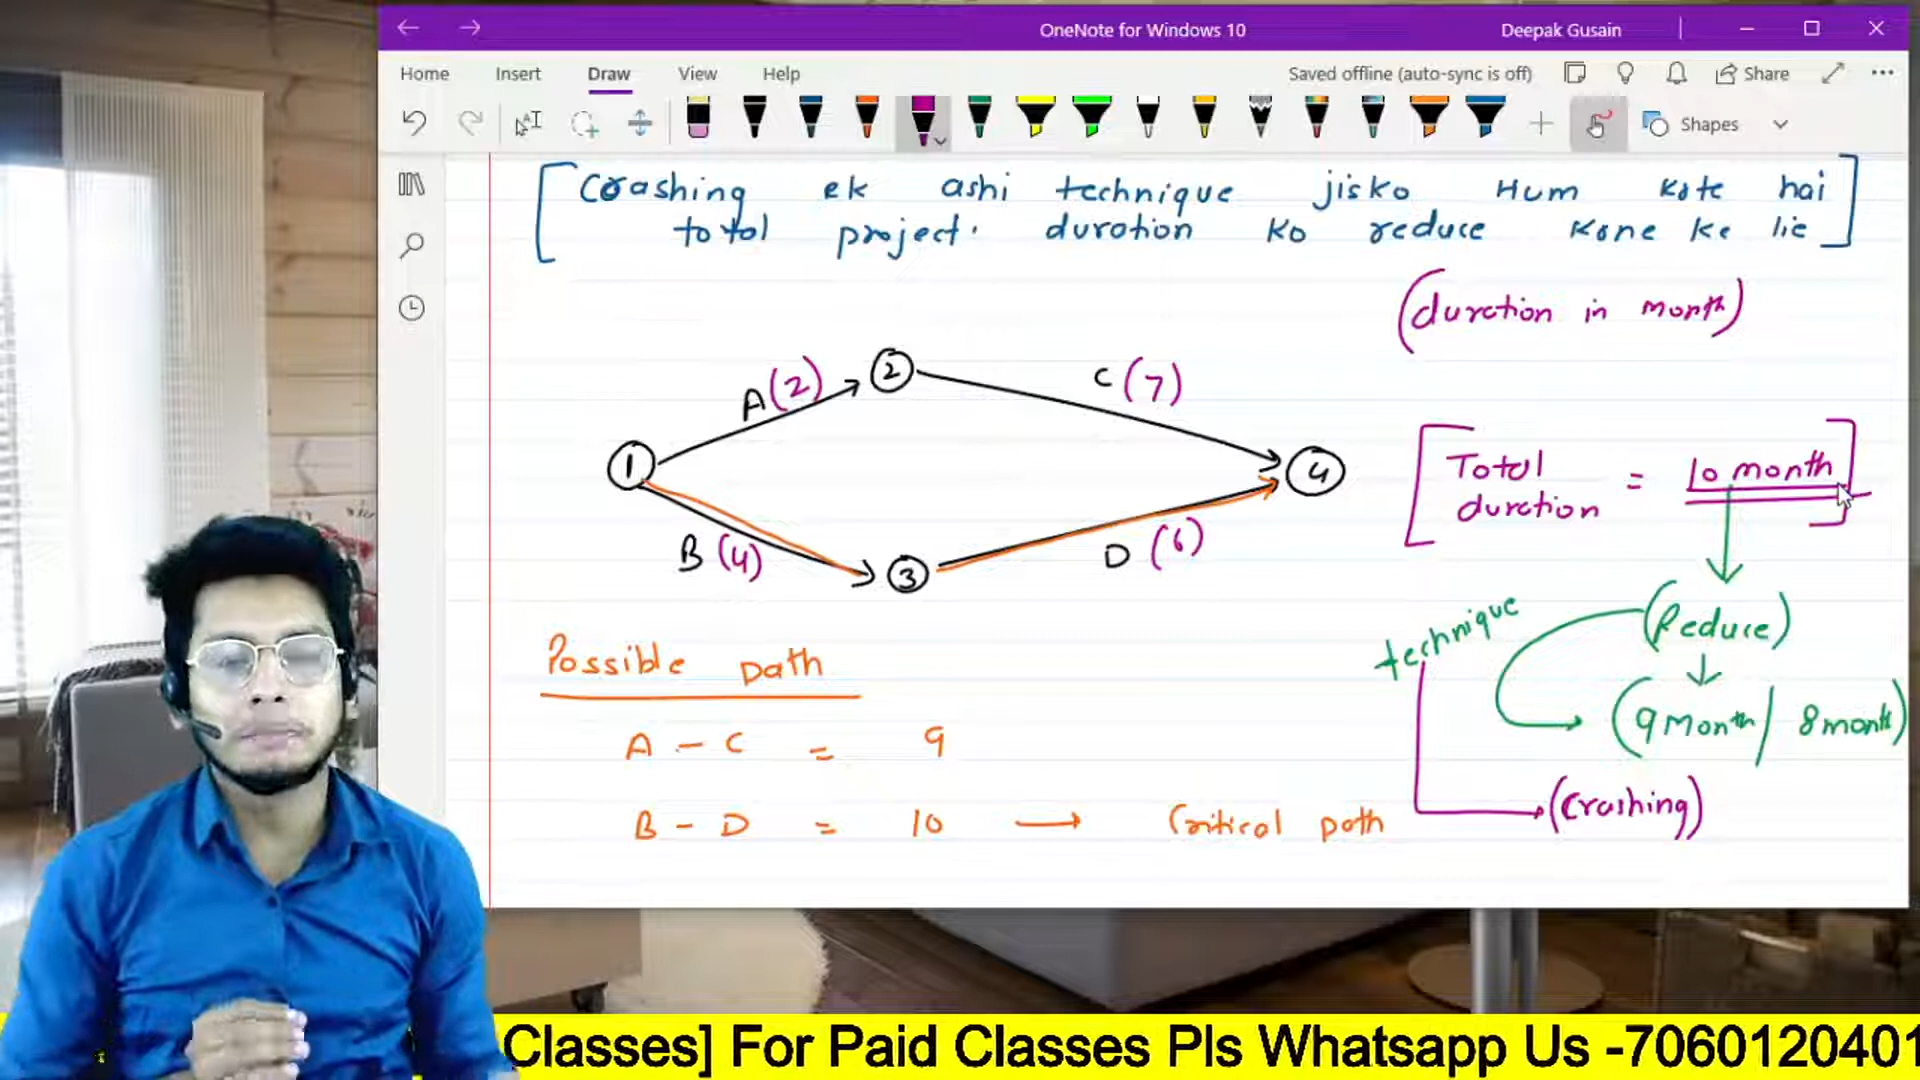 OneNote for Windows 10
Deepak Gusain
Home Insert Draw View Help
Saved offline (auto-sync is off)
Share
Shapes
Crashing ek ashi technique jisko Hum krte hai
total project duration ko reduce krne ke lie
(duration in month)
A (2)
2
C (7)
1
4
B (4)
3
D (6)
Total duration = 10 month
technique
(Reduce)
(9 Month / 8 month)
(Crashing)
Possible path
A - C = 9
B - D = 10 → Critical path
Classes] For Paid Classes Pls Whatsapp Us -7060120401